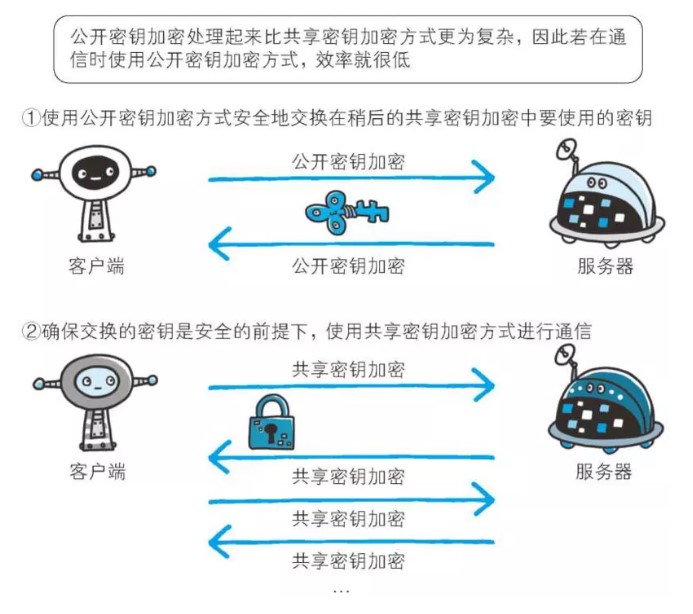 公开密钥加密处理起来比共享密钥加密方式更为复杂，因此若在通
信时使用公开密钥加密方式，效率就很低
①使用公开密钥加密方式安全地交换在稍后的共享密钥加密中要使用的密钥
公开密钥加密
公开密钥加密
客户端
服务器
②确保交换的密钥是安全的前提下，使用共享密钥加密方式进行通信
共享密钥加密
客户端
服务器
共享密钥加密
共享密钥加密
共享密钥加密
…